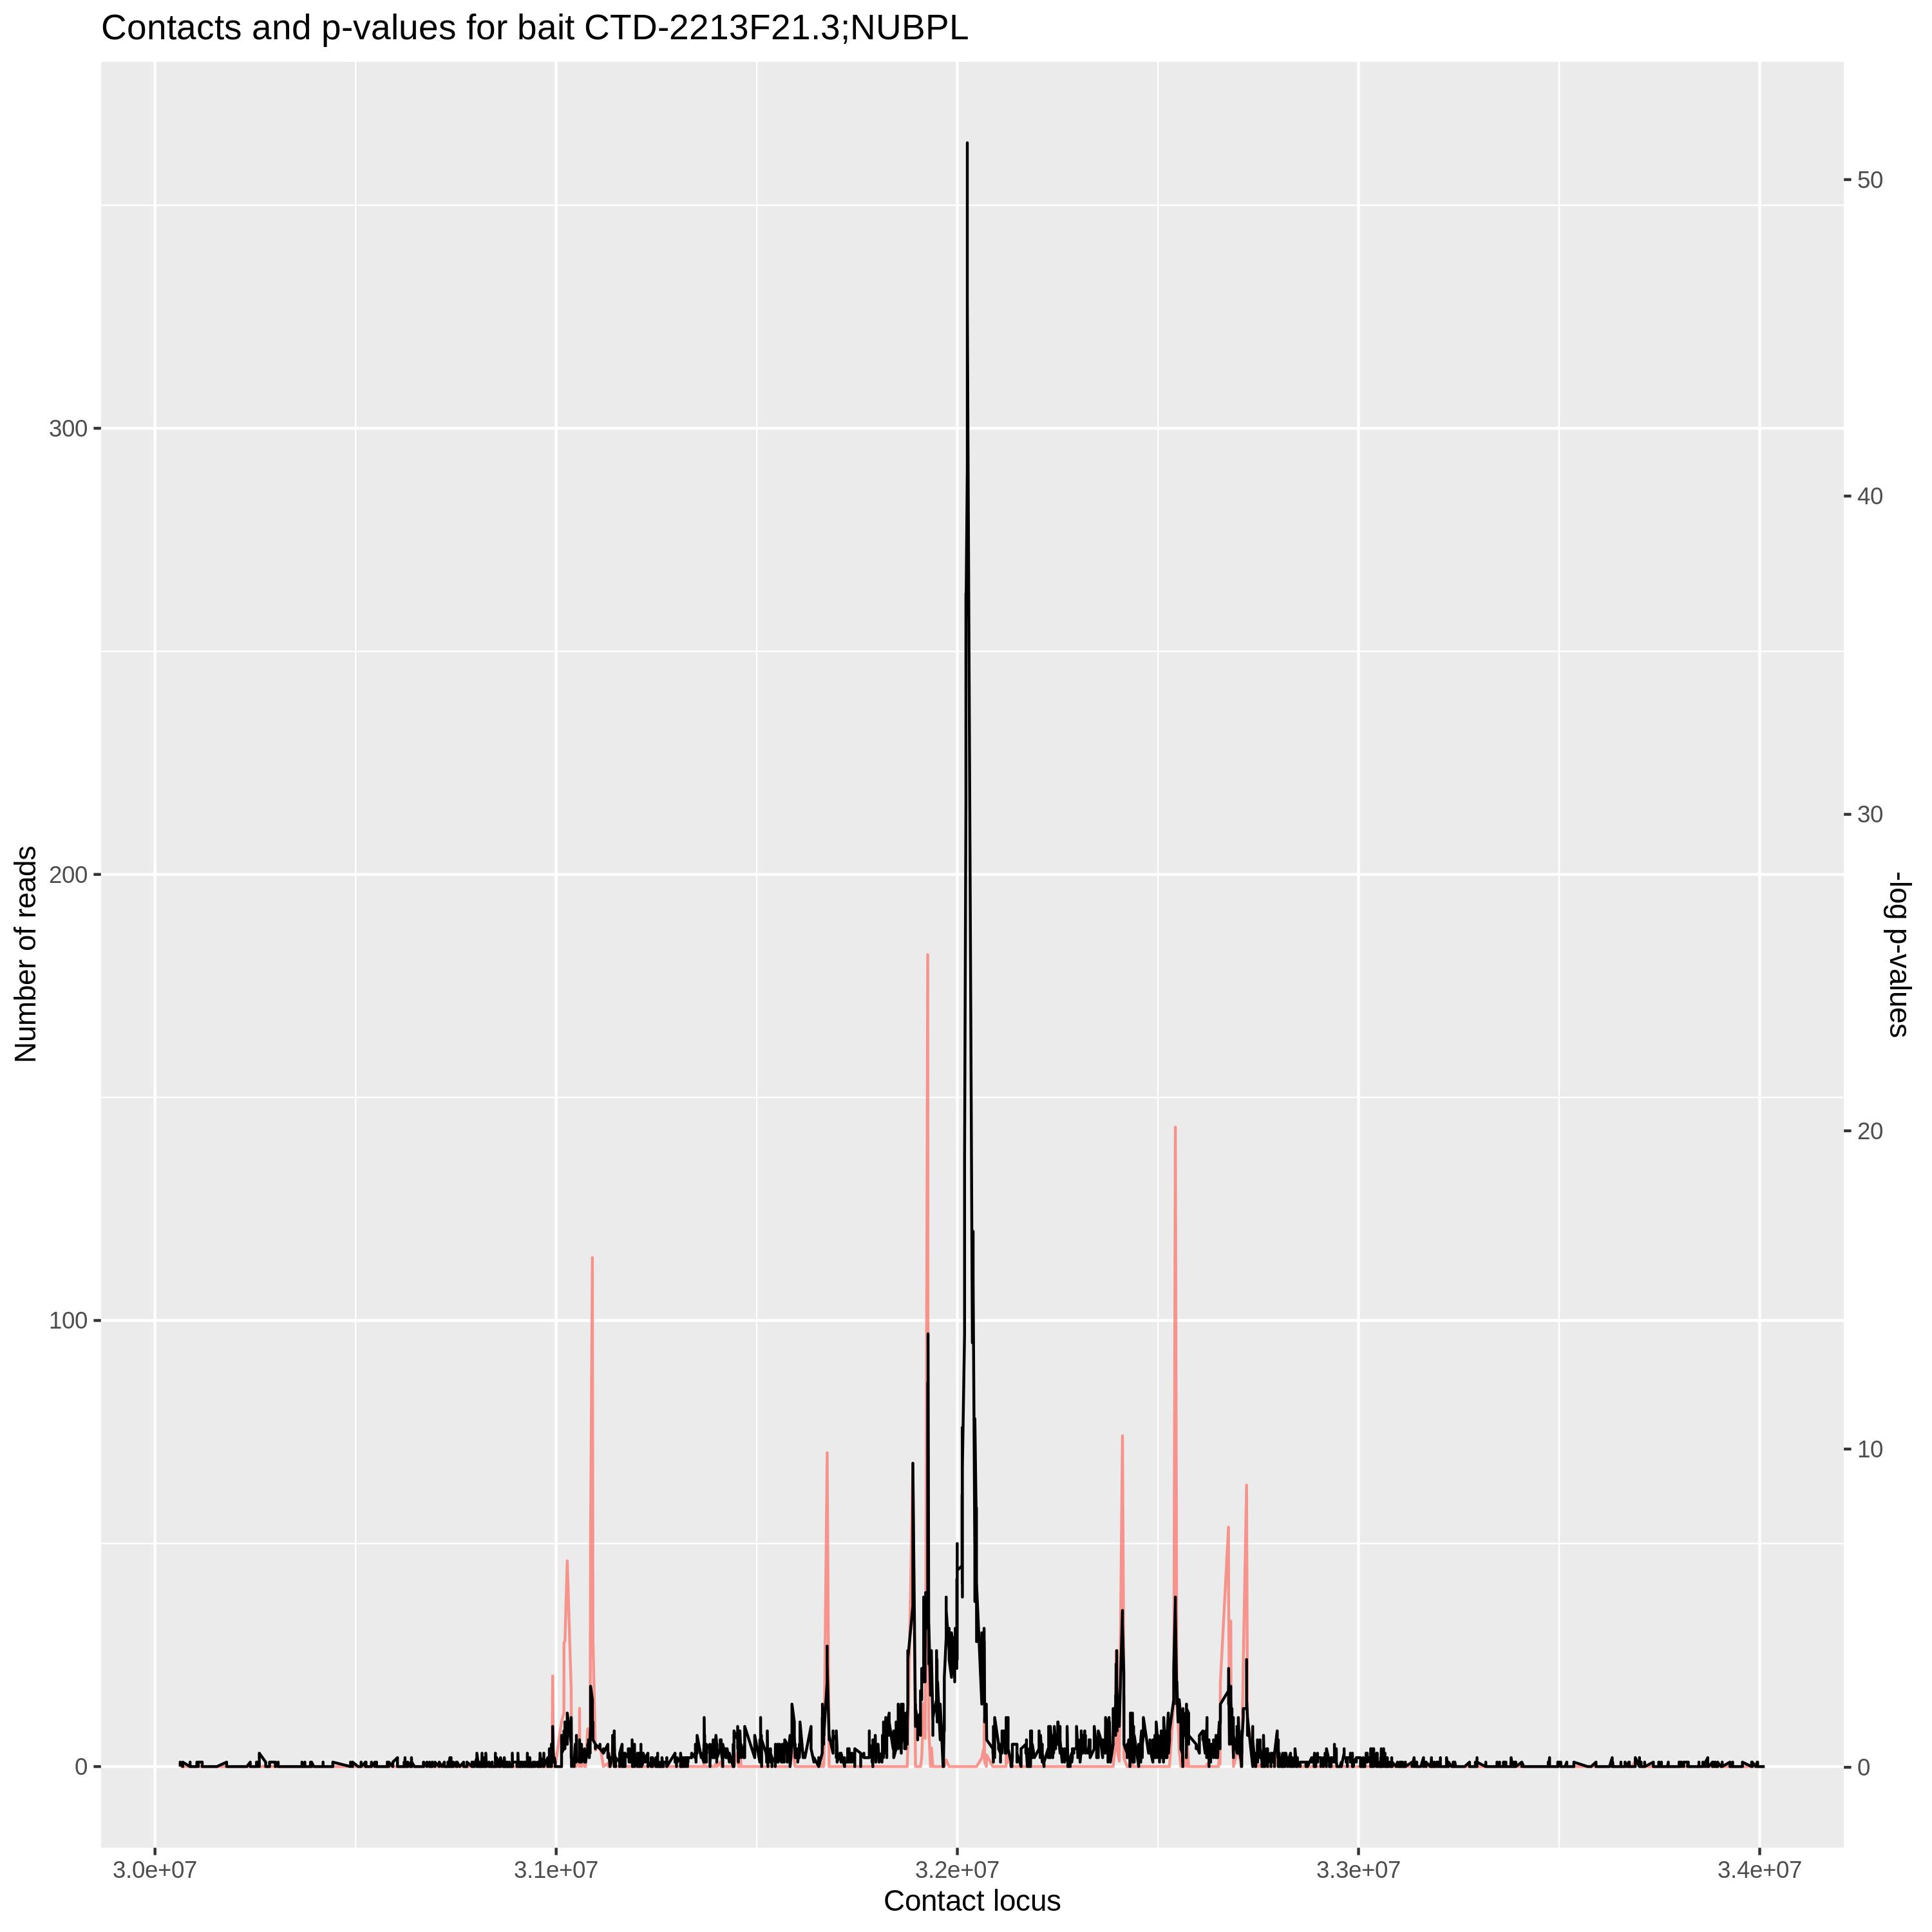 Contacts and p-values for bait CTD-2213F21.3;NUBPL
Number of reads
300
200
100
0
50
40
30
20
10
0
-log p-values
3.0e+07 3.1e+07 3.2e+07 3.3e+07 3.4e+07
Contact locus